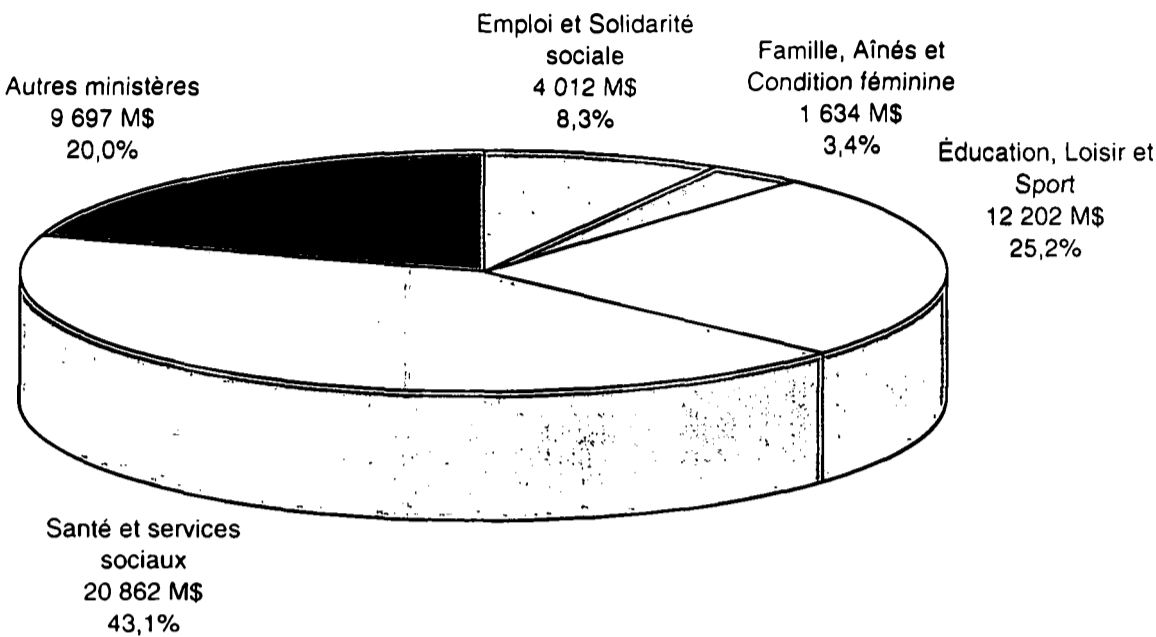 Emploi et Solidarité
sociale
4 012 M$
8,3%
Famille, Aînés et
Condition féminine
1 634 M$
3,4%
Autres ministères
9 697 M$
20,0%
Éducation, Loisir et
Sport
12 202 M$
25,2%
Santé et services
sociaux
20 862 M$
43,1%